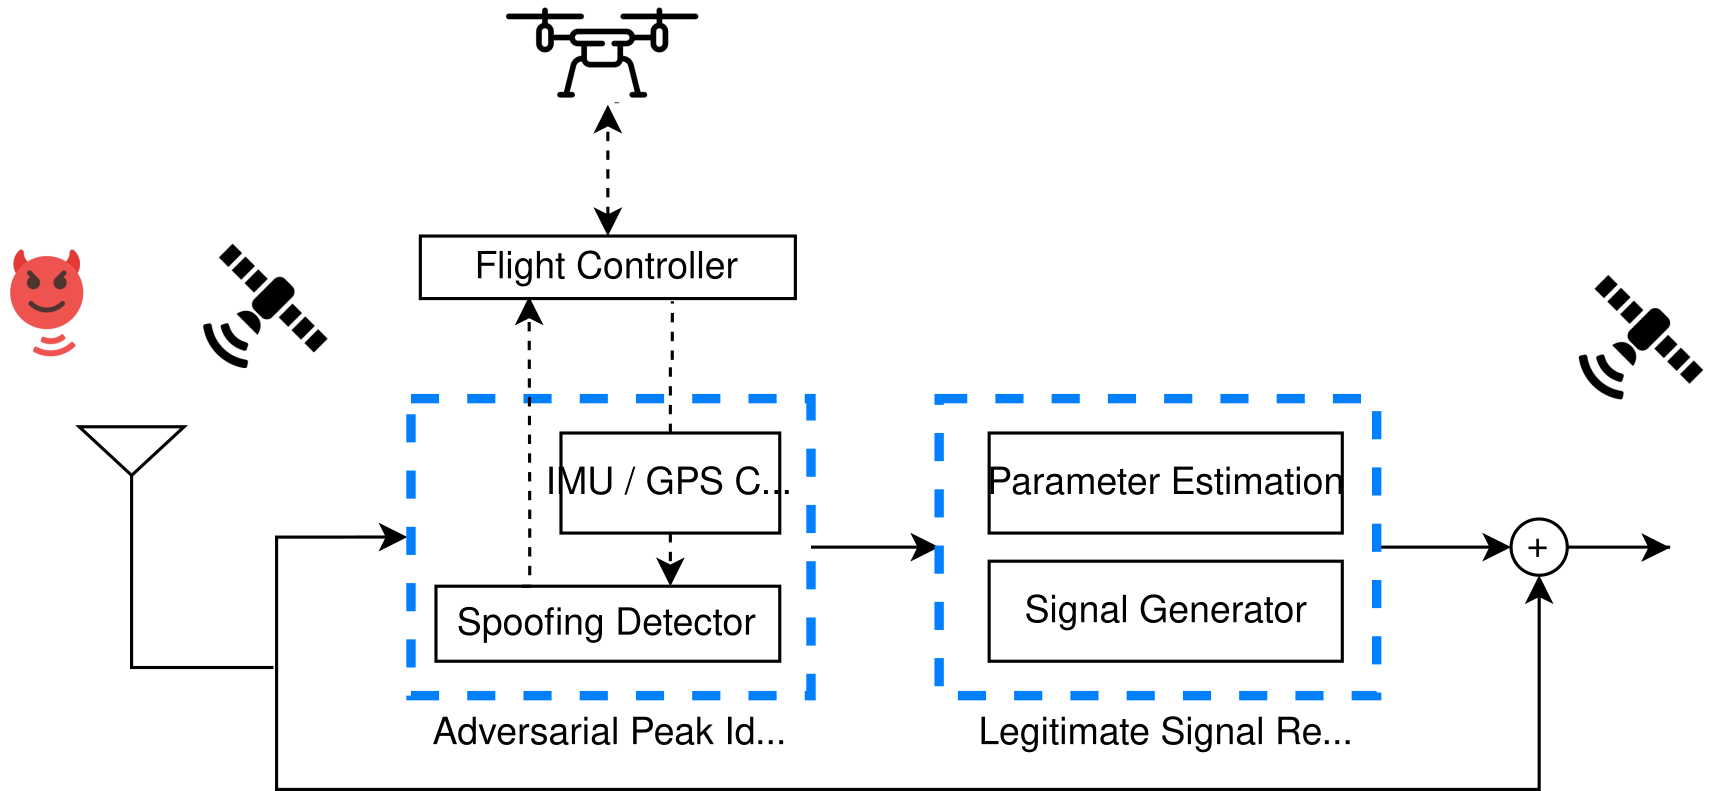 Flight Controller
IMU / GPS C...
Parameter Estimation
Spoofing Detector
Signal Generator
+
Adversarial Peak Id...
Legitimate Signal Re...